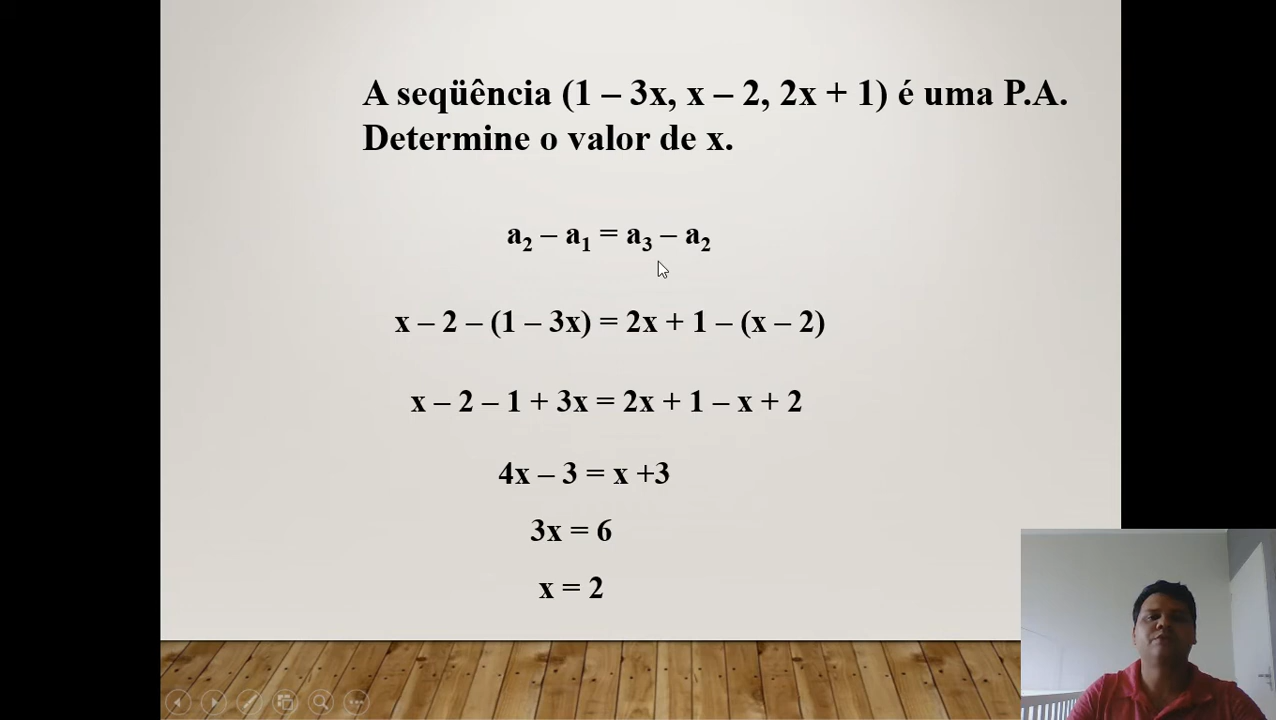 A seqüência (1 – 3x, x – 2, 2x + 1) é uma P.A.
Determine o valor de x.
a₂ – a₁ = a₃ – a₂
x – 2 – (1 – 3x) = 2x + 1 – (x – 2)
x – 2 – 1 + 3x = 2x + 1 – x + 2
4x – 3 = x +3
3x = 6
x = 2